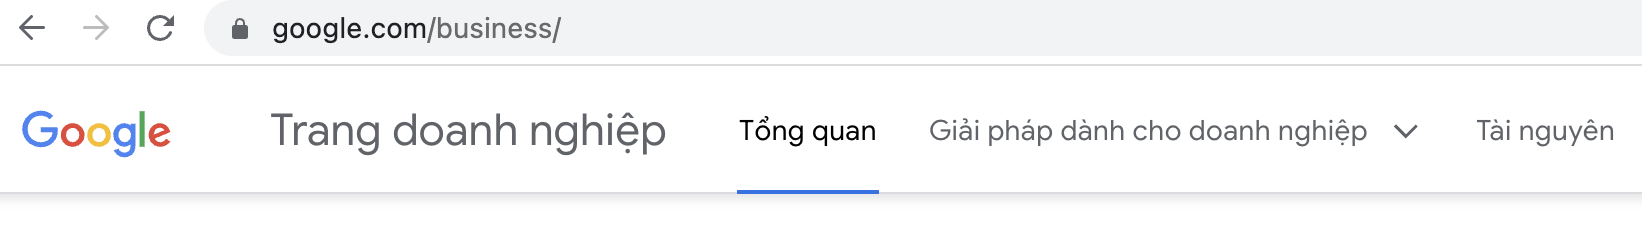 google.com/business/
Google Trang doanh nghiệp Tổng quan Giải pháp dành cho doanh nghiệp Tài nguyên